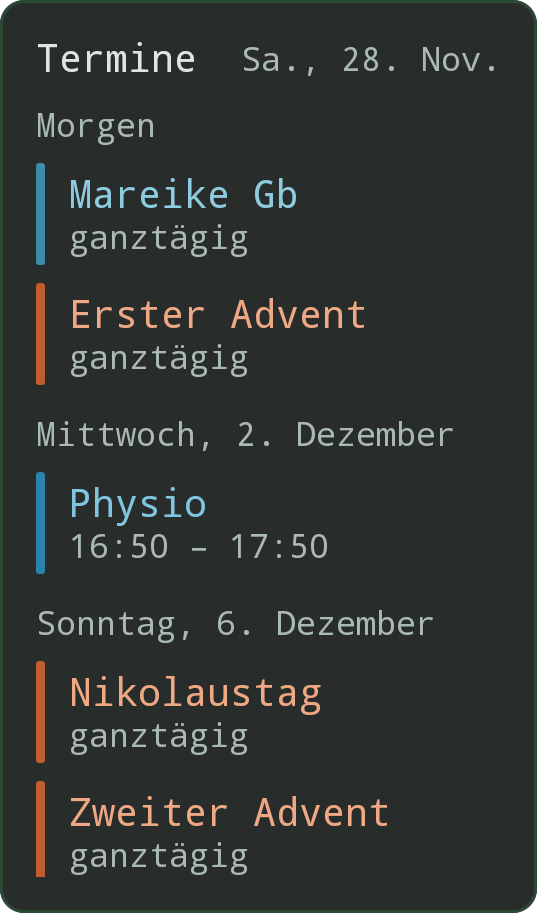 Termine Sa., 28. Nov.
Morgen
Mareike Gb
ganztägig
Erster Advent
ganztägig
Mittwoch, 2. Dezember
Physio
16:50 – 17:50
Sonntag, 6. Dezember
Nikolaustag
ganztägig
Zweiter Advent
ganztägig